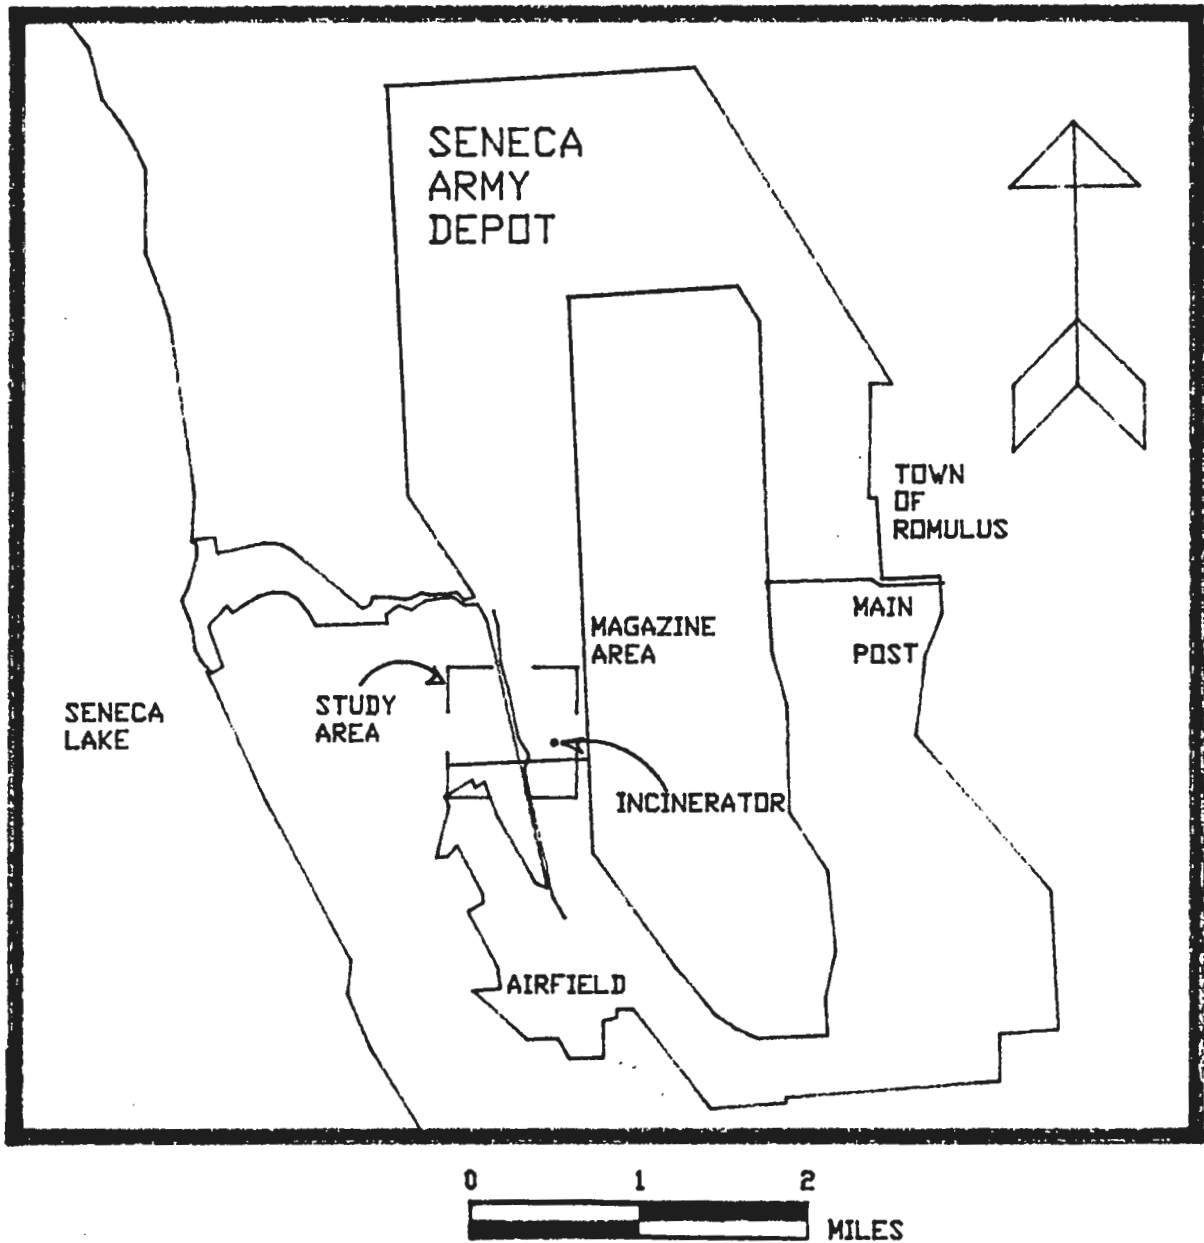 SENECA
ARMY
DEPOT
TOWN
OF
ROMULUS
MAIN
POST
MAGAZINE
AREA
STUDY
AREA
SENECA
LAKE
INCINERATOR
AIRFIELD
0 1 2
MILES